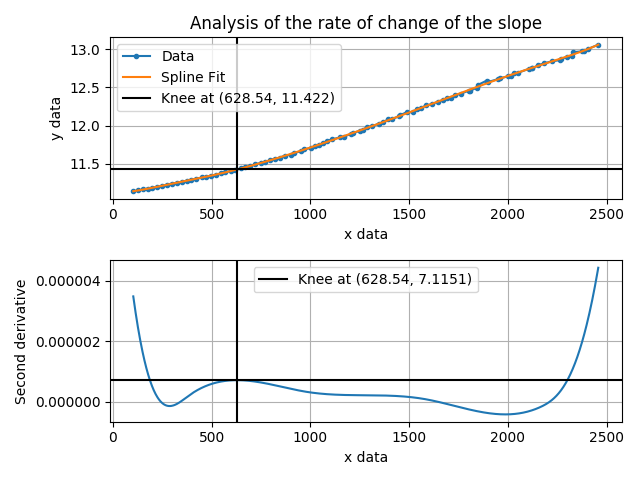 Analysis of the rate of change of the slope
13.0
12.5
12.0
11.5
y data
Data
Spline Fit
Knee at (628.54, 11.422)
0 500 1000 1500 2000 2500
x data
0.000004
0.000002
0.000000
Second derivative
Knee at (628.54, 7.1151)
0 500 1000 1500 2000 2500
x data